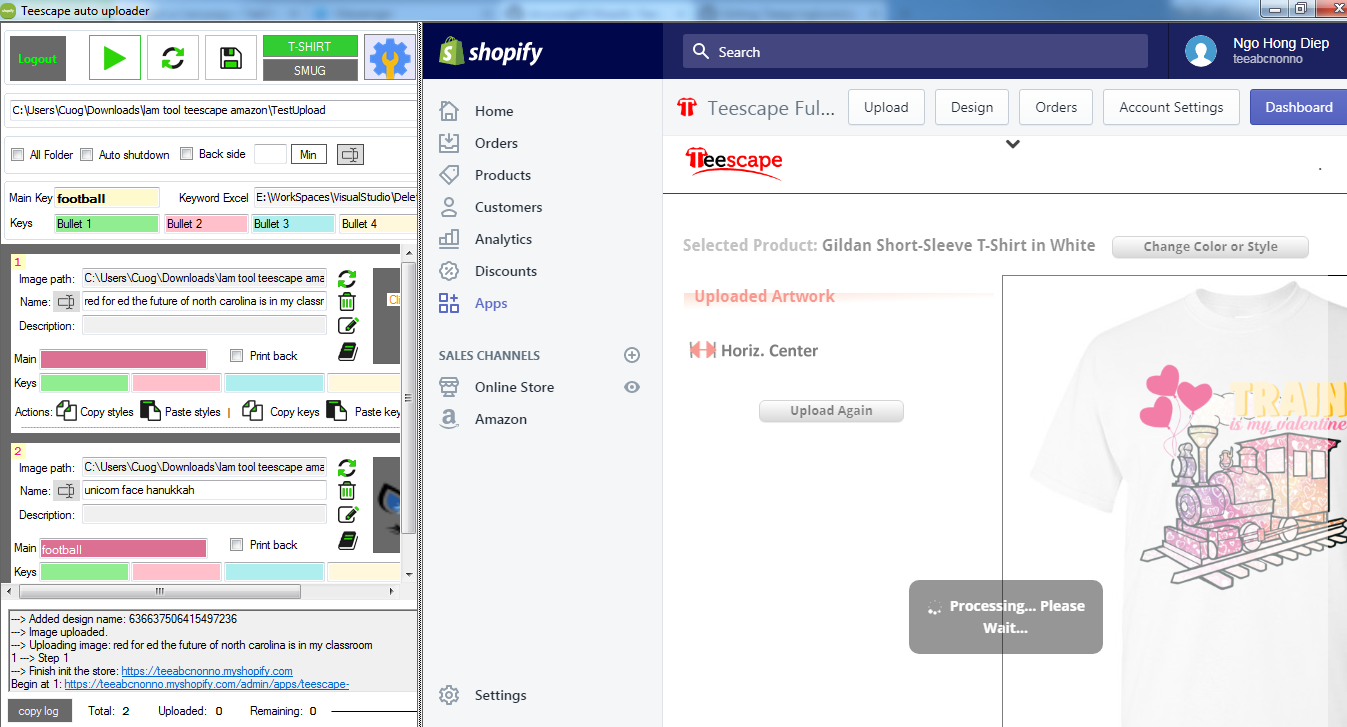 Teescape auto uploader
Logout
T-SHIRT
SMUG
C:\Users\Cuog\Downloads\Iam tool teescape amazon\TestUpload
All Folder Auto shutdown Back side Min
Main Key football Keyword Excel E:\WorkSpaces\VisualStudio\Dele
Keys Bullet 1 Bullet 2 Bullet 3 Bullet 4
1
Image path: C:\Users\Cuog\Downloads\Iam tool teescape ama
Name: red for ed the future of north carolina is in my classr
Cli
Description:
Main Print back
Keys
Actions: Copy styles Paste styles | Copy keys Paste key
2
Image path: C:\Users\Cuog\Downloads\Iam tool teescape ama
Name: unicorn face hanukkah
Description:
Main football Print back
Keys
---> Added design name: 636637506415497236
---> Image uploaded.
---> Uploading image: red for ed the future of north carolina is in my classroom
1 ---> Step 1
---> Finish init the store: https://teeabcnonno.myshopify.com
Begin at 1: https://teeabcnonno.myshopify.com/admin/apps/teescape-
copy log Total: 2 Uploaded: 0 Remaining: 0
shopify
Search
Ngo Hong Diep
teeabcnonno
Home
Orders
Products
Customers
Analytics
Discounts
Apps
SALES CHANNELS
Online Store
Amazon
Settings
Teescape Ful... Upload Design Orders Account Settings Dashboard
Teescape
Selected Product: Gildan Short-Sleeve T-Shirt in White Change Color or Style
Uploaded Artwork
Horiz. Center
Upload Again
TRAIN
is my valentine
Processing... Please
Wait...